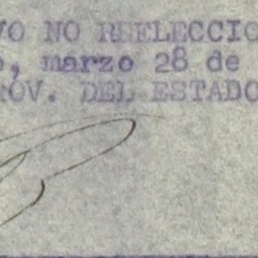 VO NO REELECCIO
o, marzo 28 de
ROV. DEL ESTADO